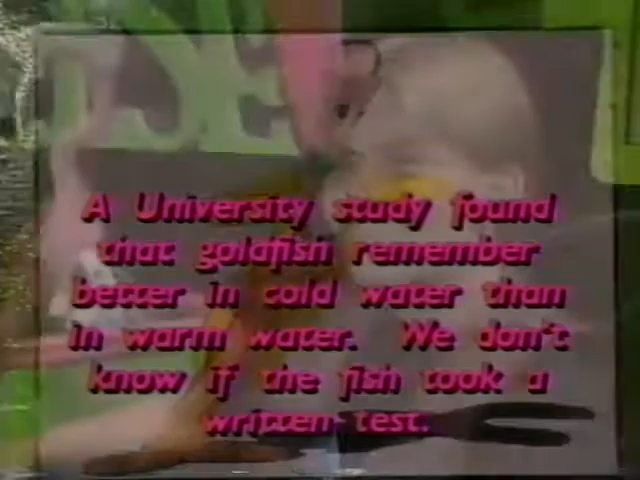 A University study found
that goldfish remember
better in cold water than
in warm water. We don't
know if the fish took a
written test.